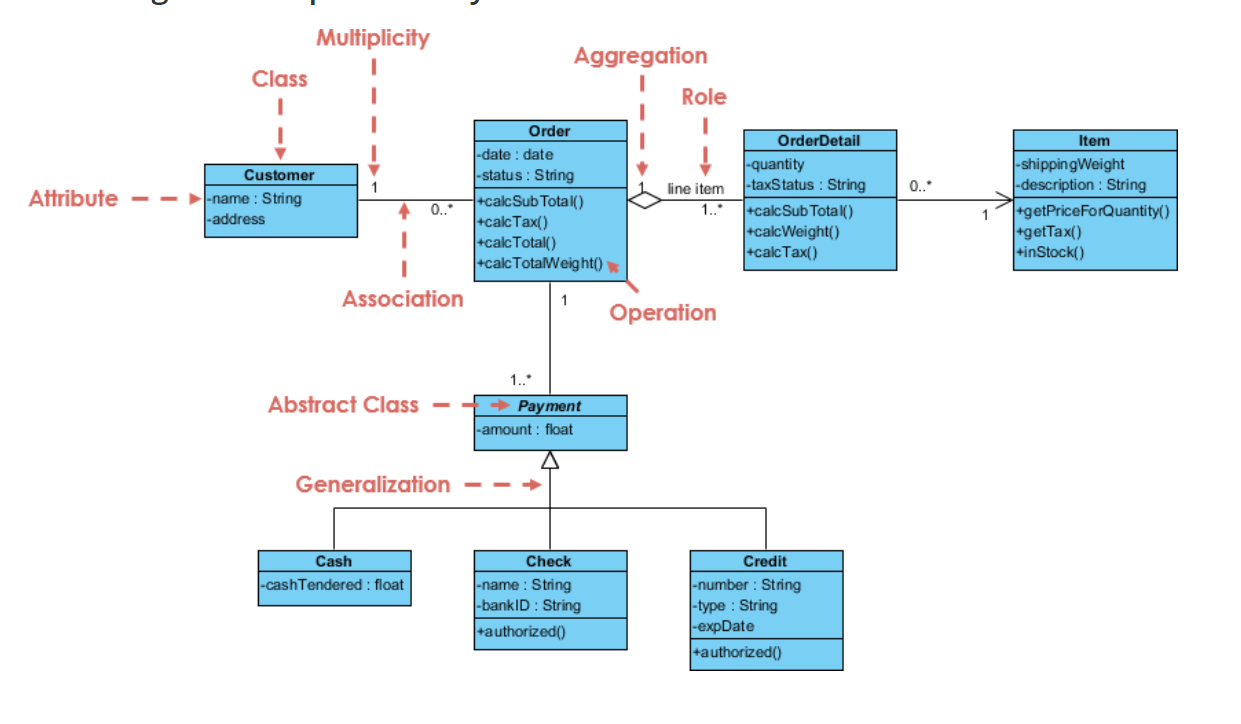 Multiplicity
Aggregation
Class
Role
Attribute
Customer
-name : String
-address
1
0..*
Association
Order
-date : date
-status : String
+calcSubTotal()
+calcTax()
+calcTotal()
+calcTotalWeight()
Operation
1
line item
1..*
OrderDetail
-quantity
-taxStatus : String
+calcSubTotal()
+calcWeight()
+calcTax()
0..*
1
Item
-shippingWeight
-description : String
+getPriceForQuantity()
+getTax()
+inStock()
1
1..*
Abstract Class
Payment
-amount : float
Generalization
Cash
-cashTendered : float
Check
-name : String
-bankID : String
+authorized()
Credit
-number : String
-type : String
-expDate
+authorized()